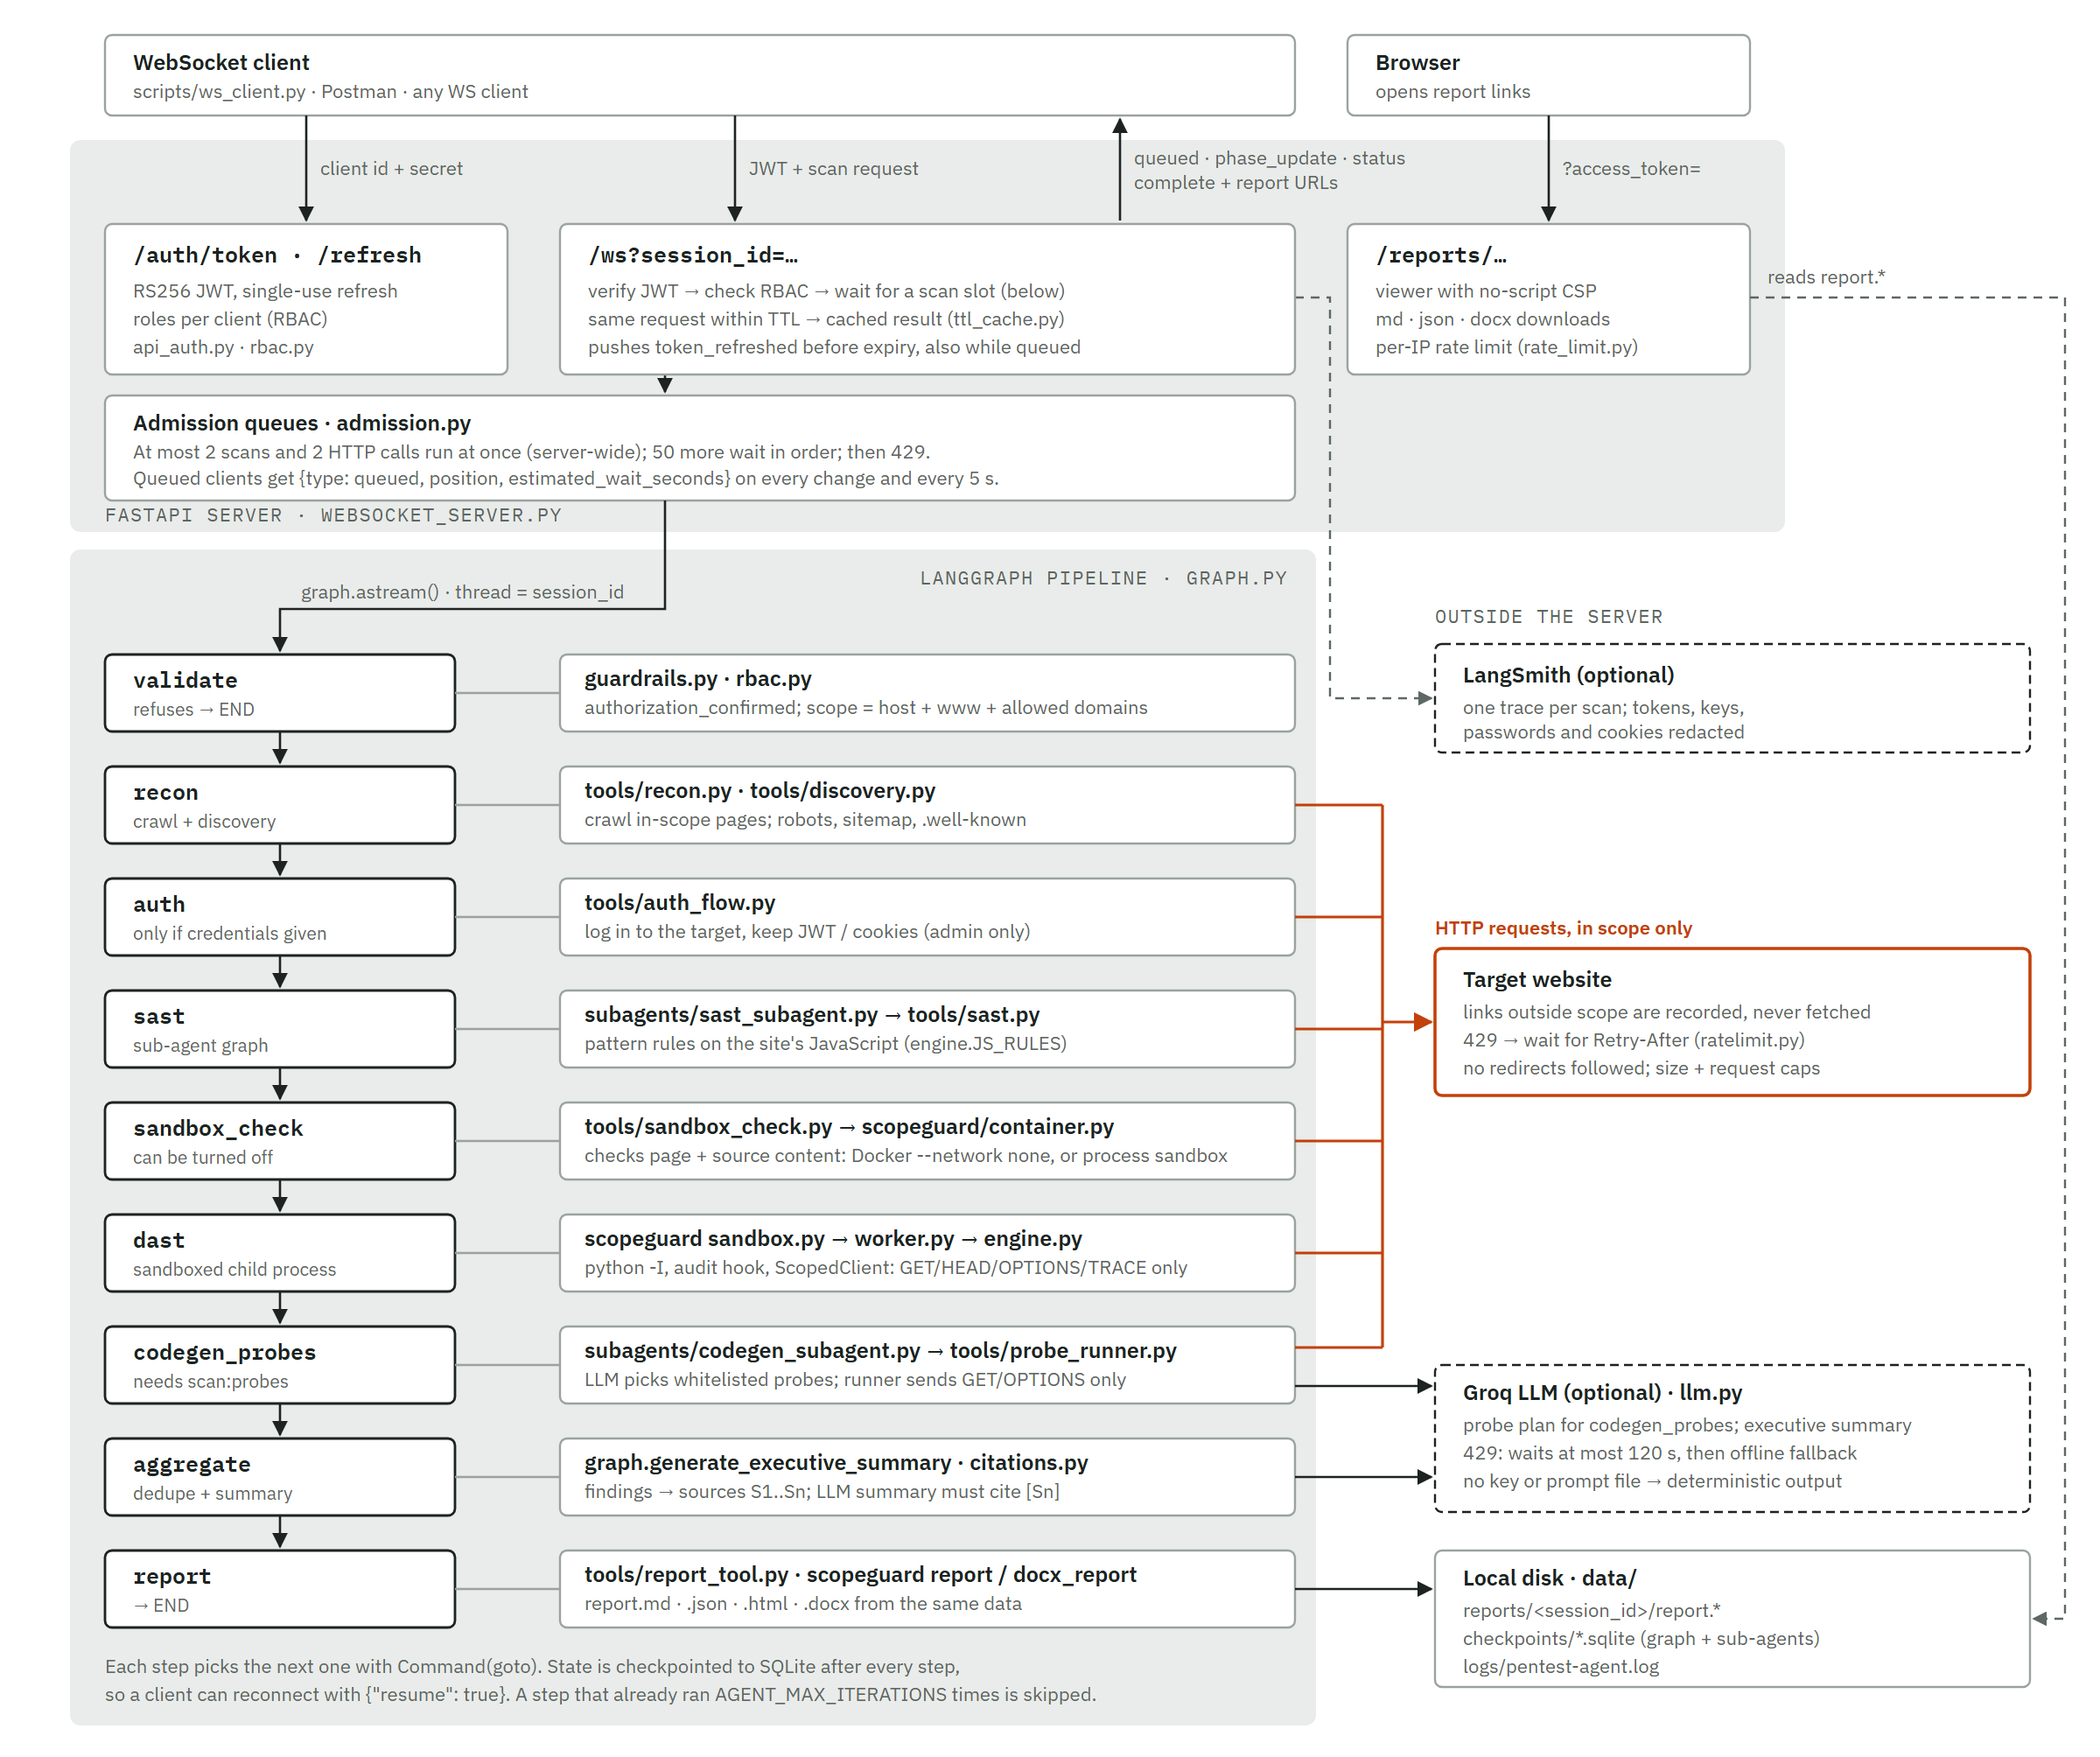 WebSocket client
scripts/ws_client.py · Postman · any WS client
Browser
opens report links
client id + secret
JWT + scan request
queued · phase_update · status
complete + report URLs
?access_token=
/auth/token · /refresh
RS256 JWT, single-use refresh
roles per client (RBAC)
api_auth.py · rbac.py
/ws?session_id=…
verify JWT → check RBAC → wait for a scan slot (below)
same request within TTL → cached result (ttl_cache.py)
pushes token_refreshed before expiry, also while queued
/reports/…
viewer with no-script CSP
md · json · docx downloads
per-IP rate limit (rate_limit.py)
reads report.*
Admission queues · admission.py
At most 2 scans and 2 HTTP calls run at once (server-wide); 50 more wait in order; then 429.
Queued clients get {type: queued, position, estimated_wait_seconds} on every change and every 5 s.
FASTAPI SERVER · WEBSOCKET_SERVER.PY
LANGGRAPH PIPELINE · GRAPH.PY
graph.astream() · thread = session_id
OUTSIDE THE SERVER
validate
refuses → END
guardrails.py · rbac.py
authorization_confirmed; scope = host + www + allowed domains
LangSmith (optional)
one trace per scan; tokens, keys,
passwords and cookies redacted
recon
crawl + discovery
tools/recon.py · tools/discovery.py
crawl in-scope pages; robots, sitemap, .well-known
auth
only if credentials given
tools/auth_flow.py
log in to the target, keep JWT / cookies (admin only)
HTTP requests, in scope only
Target website
links outside scope are recorded, never fetched
429 → wait for Retry-After (ratelimit.py)
no redirects followed; size + request caps
sast
sub-agent graph
subagents/sast_subagent.py → tools/sast.py
pattern rules on the site's JavaScript (engine.JS_RULES)
sandbox_check
can be turned off
tools/sandbox_check.py → scopeguard/container.py
checks page + source content: Docker --network none, or process sandbox
dast
sandboxed child process
scopeguard sandbox.py → worker.py → engine.py
python -I, audit hook, ScopedClient: GET/HEAD/OPTIONS/TRACE only
codegen_probes
needs scan:probes
subagents/codegen_subagent.py → tools/probe_runner.py
LLM picks whitelisted probes; runner sends GET/OPTIONS only
Groq LLM (optional) · llm.py
probe plan for codegen_probes; executive summary
429: waits at most 120 s, then offline fallback
no key or prompt file → deterministic output
aggregate
dedupe + summary
graph.generate_executive_summary · citations.py
findings → sources S1..Sn; LLM summary must cite [Sn]
report
→ END
tools/report_tool.py · scopeguard report / docx_report
report.md · .json · .html · .docx from the same data
Local disk · data/
reports/<session_id>/report.*
checkpoints/*.sqlite (graph + sub-agents)
logs/pentest-agent.log
Each step picks the next one with Command(goto). State is checkpointed to SQLite after every step,
so a client can reconnect with {"resume": true}. A step that already ran AGENT_MAX_ITERATIONS times is skipped.